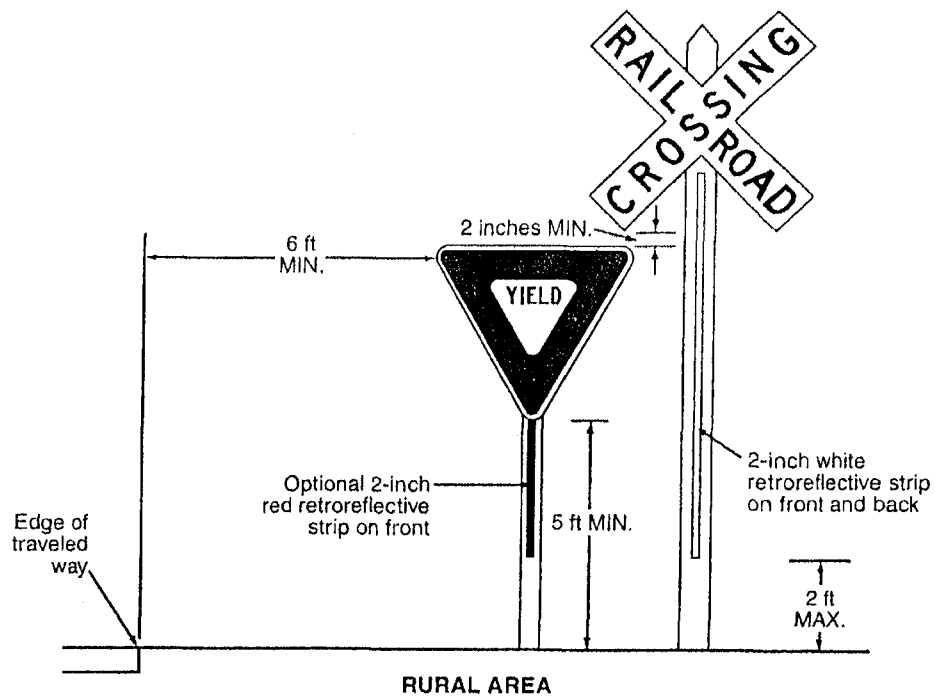 RAILROAD
CROSSING
2 inches MIN.
6 ft
MIN.
YIELD
Optional 2-inch
red retroreflective
strip on front
5 ft MIN.
2-inch white
retroreflective strip
on front and back
Edge of
traveled
way
2 ft
MAX.
RURAL AREA